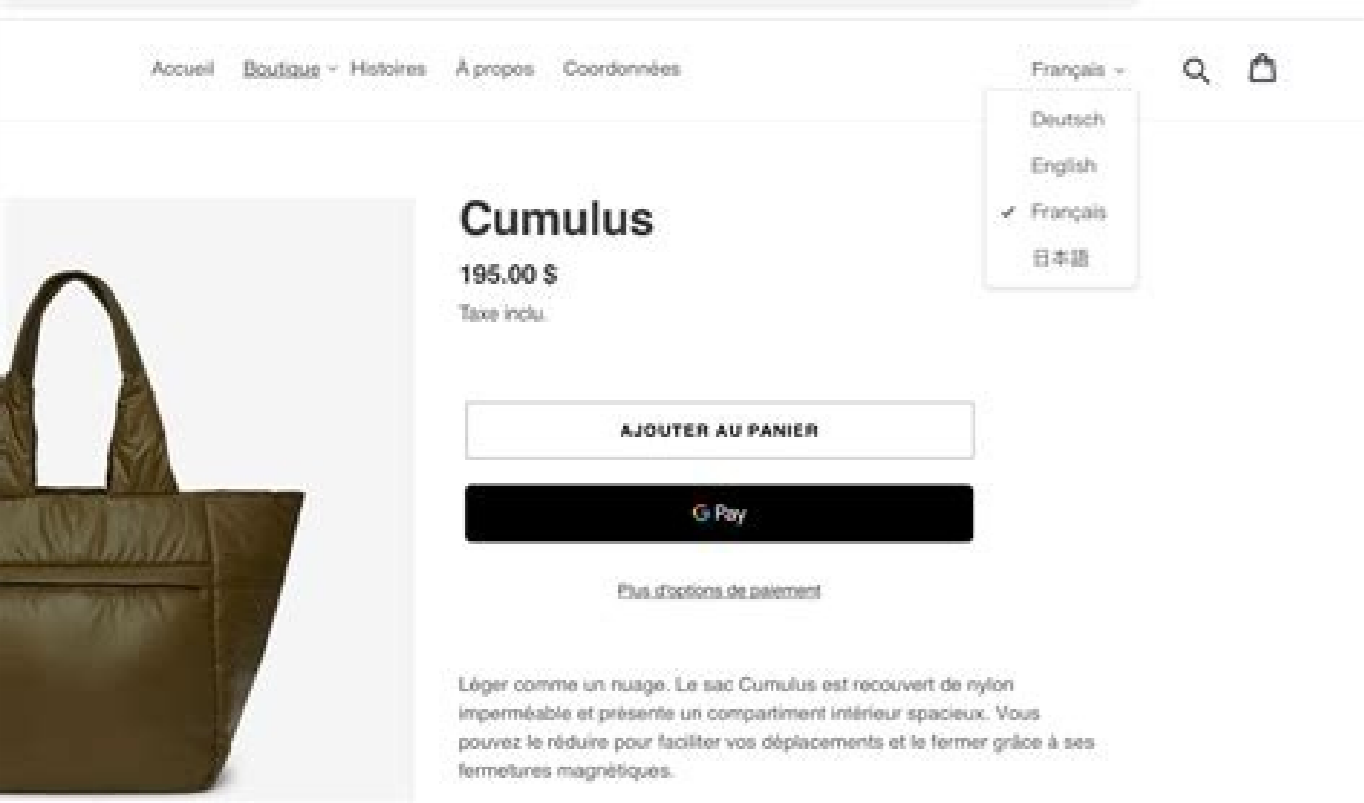 Accueil Boutique Histoires À propos Coordonnées Français
Deutsch
English
Français
日本語
Cumulus
195.00 $
Taxe inclu.
AJOUTER AU PANIER
G Pay
Plus d'options de paiement
Léger comme un nuage. Le sac Cumulus est recouvert de nylon
imperméable et présente un compartiment intérieur spacieux. Vous
pouvez le réduire pour faciliter vos déplacements et le fermer grâce à ses
fermetures magnétiques.